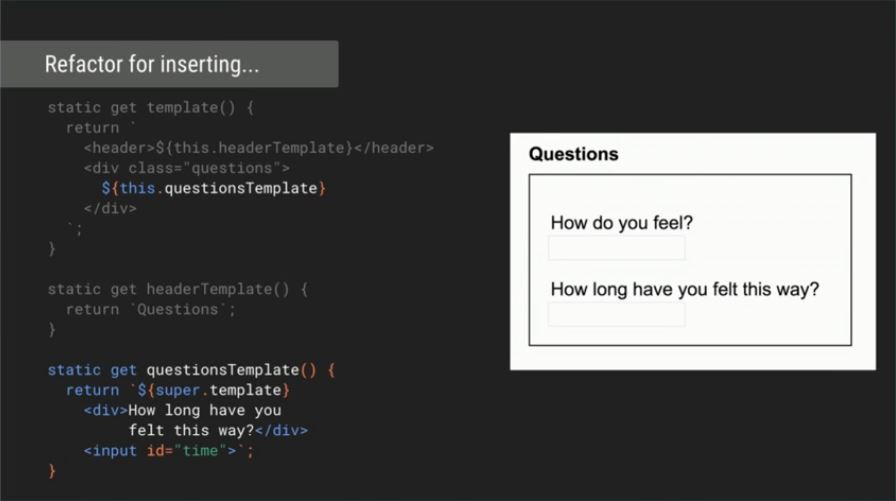 Refactor for inserting...
static get template() {
return `
<header>${this.headerTemplate}</header>
<div class="questions">
${this.questionsTemplate}
</div>
`;
}
static get headerTemplate() {
return `Questions`;
}
static get questionsTemplate() {
return `${super.template}
<div>How long have you
felt this way?</div>
<input id="time">`;
}
Questions
How do you feel?
How long have you felt this way?